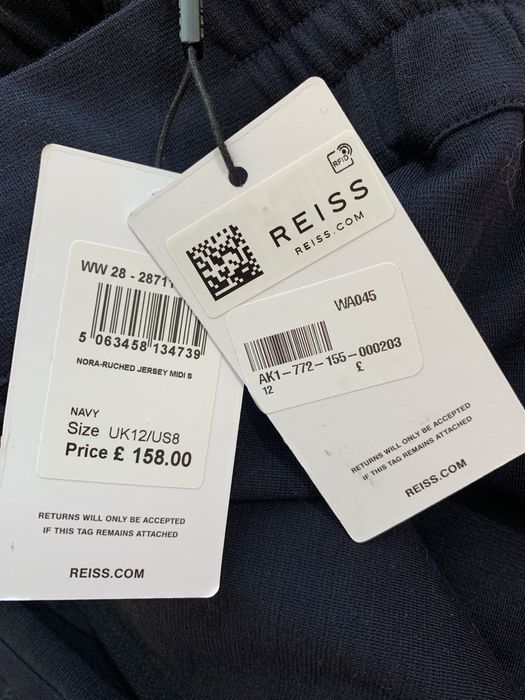 WW 28 - 28711
5 063458 134739
NORA-RUCHED JERSEY MIDI S
NAVY
Size UK12/US8
Price £ 158.00
RETURNS WILL ONLY BE ACCEPTED
IF THIS TAG REMAINS ATTACHED
REISS.COM
RFID
REISS
REISS.COM
WA045
AK1-772-155-000203
12 £
RETURNS WILL ONLY BE ACCEPTED
IF THIS TAG REMAINS ATTACHED
REISS.COM